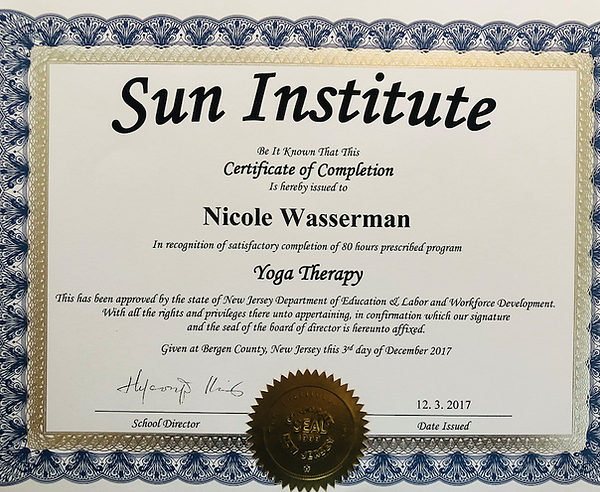 Sun Institute
Be It Known That This
Certificate of Completion
Is hereby issued to
Nicole Wasserman
In recognition of satisfactory completion of 80 hours prescribed program
Yoga Therapy
This has been approved by the state of New Jersey Department of Education & Labor and Workforce Development.
With all the rights and privileges there unto appertaining, in confirmation which our signature
and the seal of the board of director is hereunto affixed.
Given at Bergen County, New Jersey this 3rd day of December 2017
12. 3. 2017
School Director
Date Issued
SEAL
JERSEY